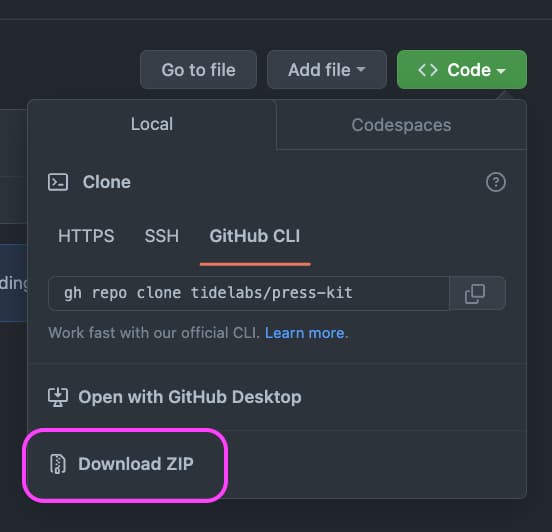 Go to file Add file <> Code
Local Codespaces
Clone
HTTPS SSH GitHub CLI
gh repo clone tidelabs/press-kit
Work fast with our official CLI. Learn more.
Open with GitHub Desktop
Download ZIP